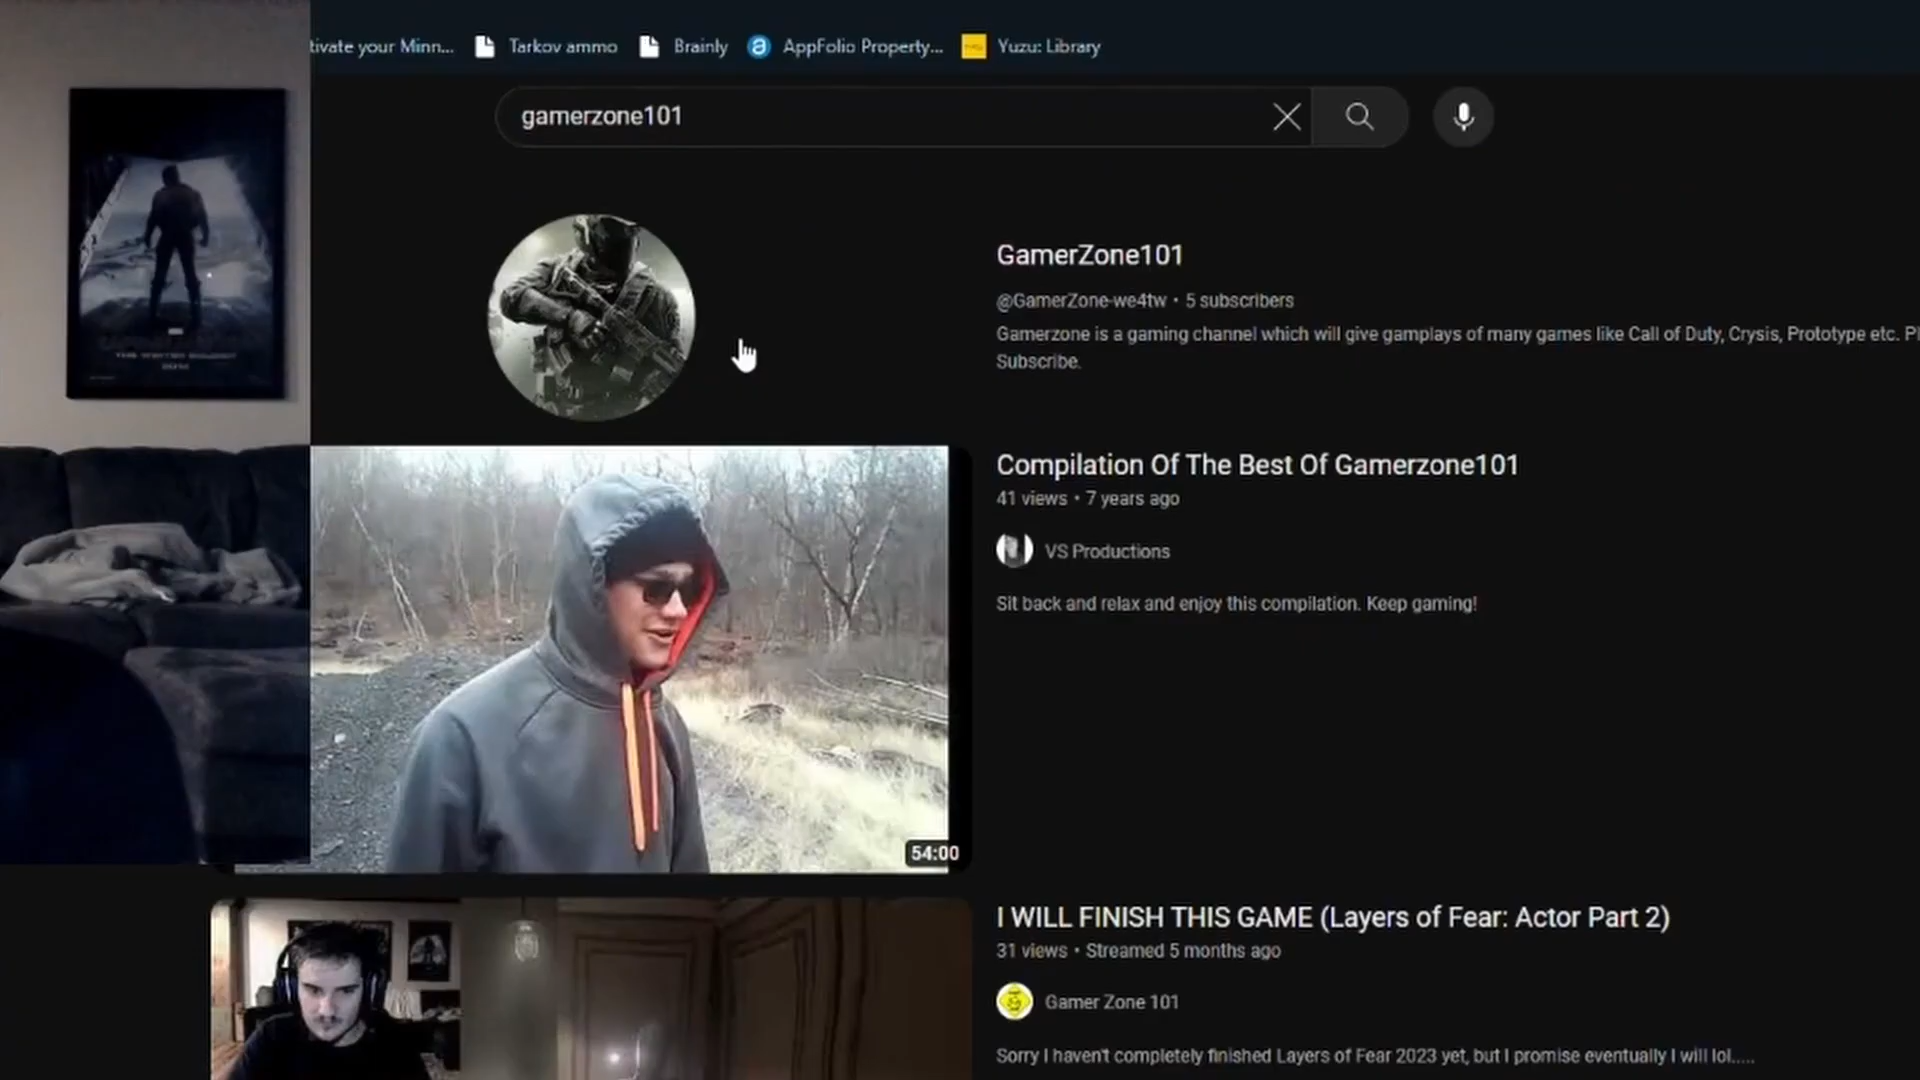 tivate your Minn...
Tarkov ammo
Brainly
AppFolio Property...
Yuzu: Library
gamerzone101
GamerZone101
@GamerZone-we4tw • 5 subscribers
Gamerzone is a gaming channel which will give gamplays of many games like Call of Duty, Crysis, Prototype etc. Pl
Subscribe.
Compilation Of The Best Of Gamerzone101
41 views • 7 years ago
VS Productions
Sit back and relax and enjoy this compilation. Keep gaming!
54:00
I WILL FINISH THIS GAME (Layers of Fear: Actor Part 2)
31 views • Streamed 5 months ago
Gamer Zone 101
Sorry I haven't completely finished Layers of Fear 2023 yet, but I promise eventually I will lol.....